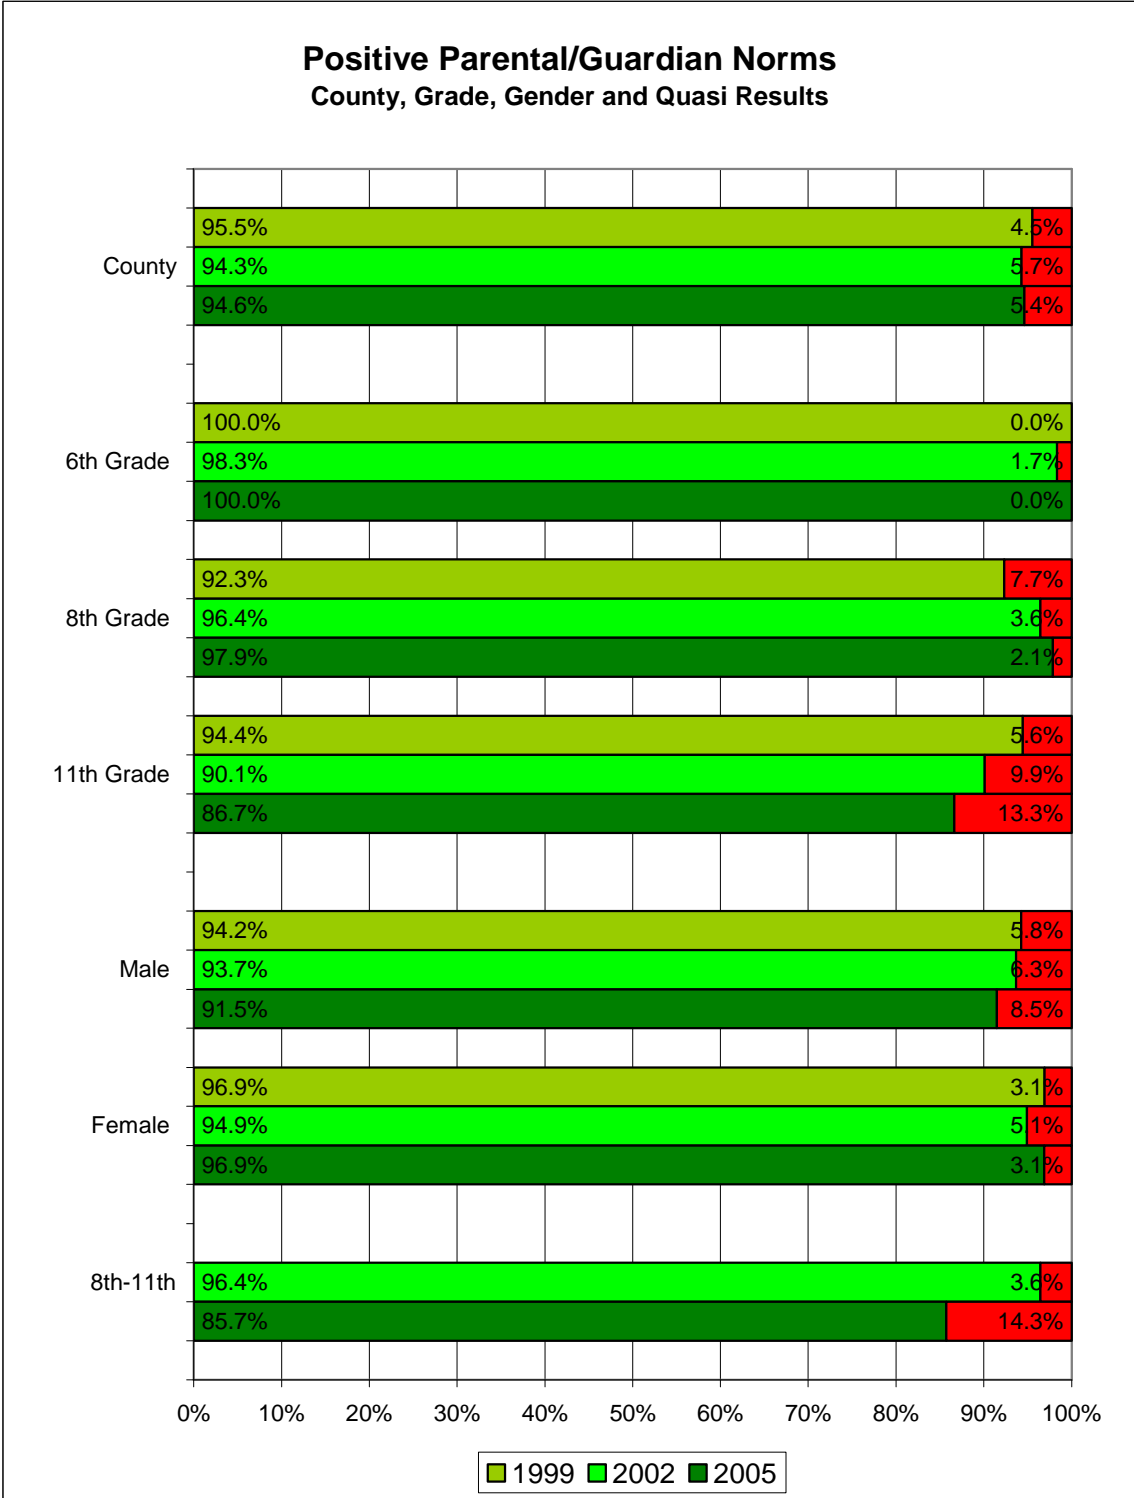 Positive Parental/Guardian Norms
County, Grade, Gender and Quasi Results
95.5% 4.5%
County 94.3% 5.7%
94.6% 5.4%
100.0% 0.0%
6th Grade 98.3% 1.7%
100.0% 0.0%
92.3% 7.7%
8th Grade 96.4% 3.6%
97.9% 2.1%
94.4% 5.6%
11th Grade 90.1% 9.9%
86.7% 13.3%
94.2% 5.8%
Male 93.7% 6.3%
91.5% 8.5%
96.9% 3.1%
Female 94.9% 5.1%
96.9% 3.1%
8th-11th 96.4% 3.6%
85.7% 14.3%
0% 10% 20% 30% 40% 50% 60% 70% 80% 90% 100%
1999 2002 2005